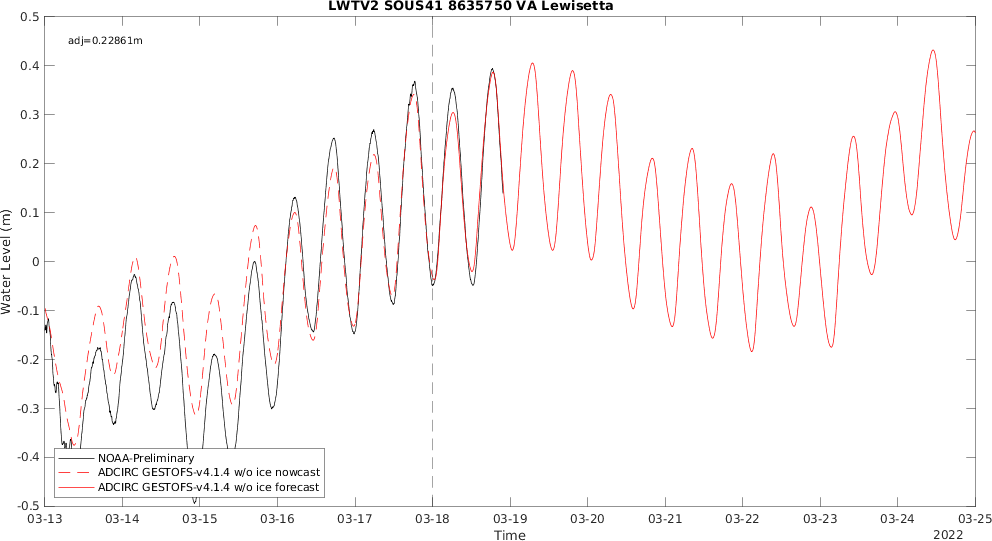 LWTV2 SOUS41 8635750 VA Lewisetta
adj=0.22861m
0.5
0.4
0.3
0.2
0.1
0
-0.1
-0.2
-0.3
-0.4
-0.5
Water Level (m)
NOAA-Preliminary
ADCIRC GESTOFS-v4.1.4 w/o ice nowcast
ADCIRC GESTOFS-v4.1.4 w/o ice forecast
03-13 03-14 03-15 03-16 03-17 03-18 03-19 03-20 03-21 03-22 03-23 03-24 03-25
Time
2022